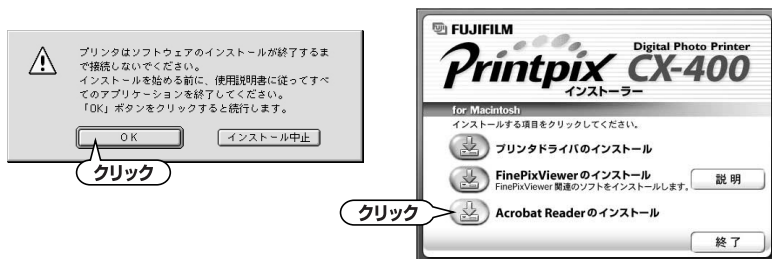 プリンタはソフトウェアのインストールが終了するま
で接続しないでください。
インストールを始める前に、使用説明書に従ってすべ
てのアプリケーションを終了してください。
「OK」ボタンをクリックすると続行します。
OK
インストール中止
クリック
FUJIFILM
Digital Photo Printer
Printpix CX-400
インストーラー
for Macintosh
インストールする項目をクリックしてください。
プリンタドライバのインストール
FinePixViewerのインストール
FinePixViewer 関連のソフトをインストールします。
説明
クリック
Acrobat Readerのインストール
終了